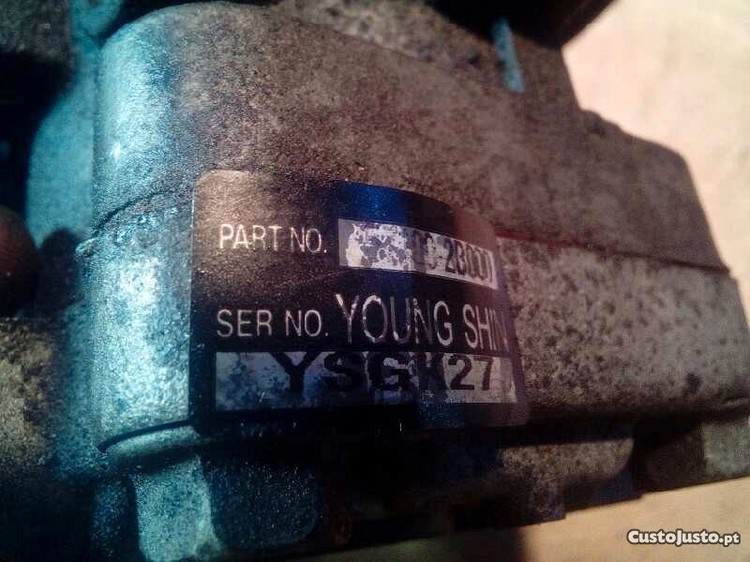 PART NO. 2B000
SER NO. YOUNG SHIN
YSGK27
CustoJusto.pt